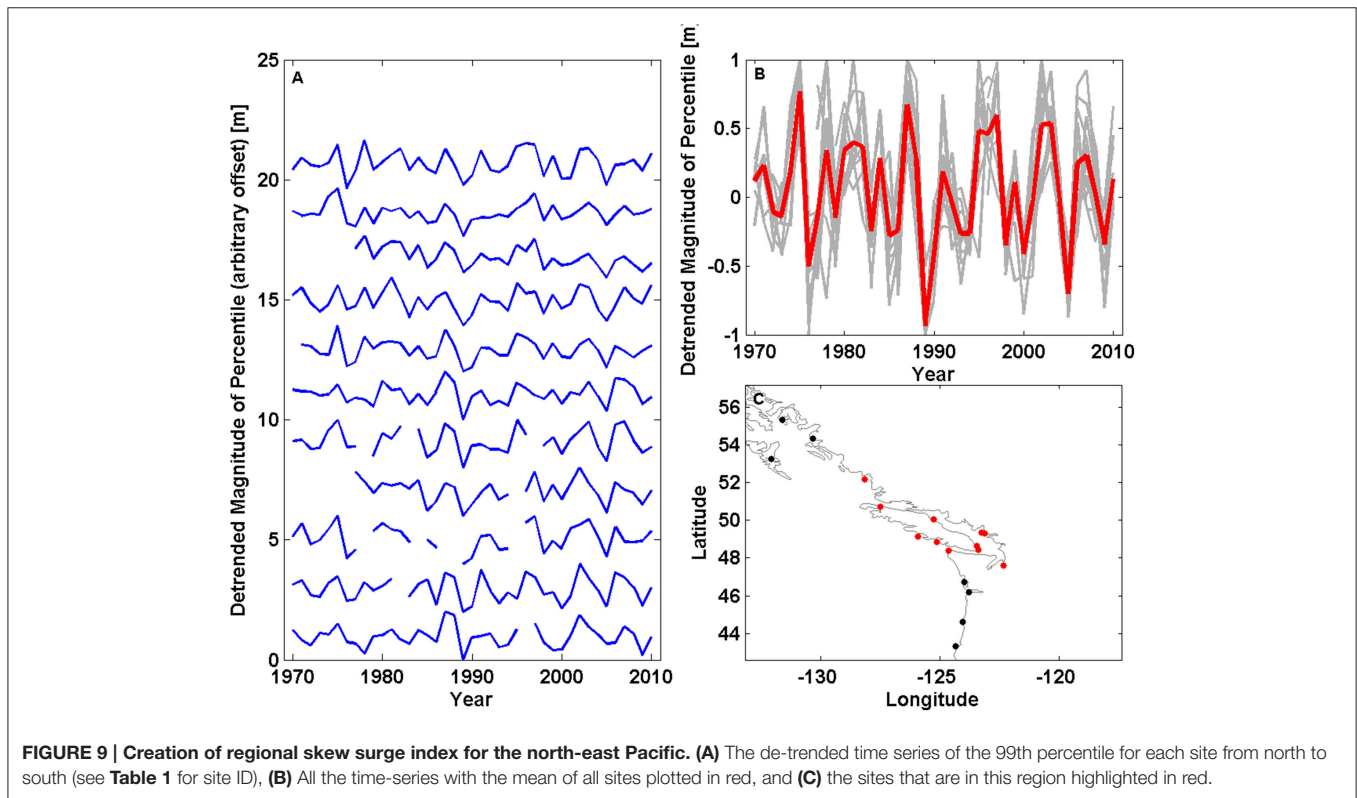 A
Detrended Magnitude of Percentile (arbitrary offset) [m]
25
20
15
10
5
0
1970 1980 1990 2000 2010
Year
B
Detrended Magnitude of Percentile [m]
1
0.5
0
-0.5
-1
1970 1980 1990 2000 2010
Year
C
Latitude
56
54
52
50
48
46
44
-130 -125 -120
Longitude
FIGURE 9 | Creation of regional skew surge index for the north-east Pacific. (A) The de-trended time series of the 99th percentile for each site from north to
south (see Table 1 for site ID), (B) All the time-series with the mean of all sites plotted in red, and (C) the sites that are in this region highlighted in red.